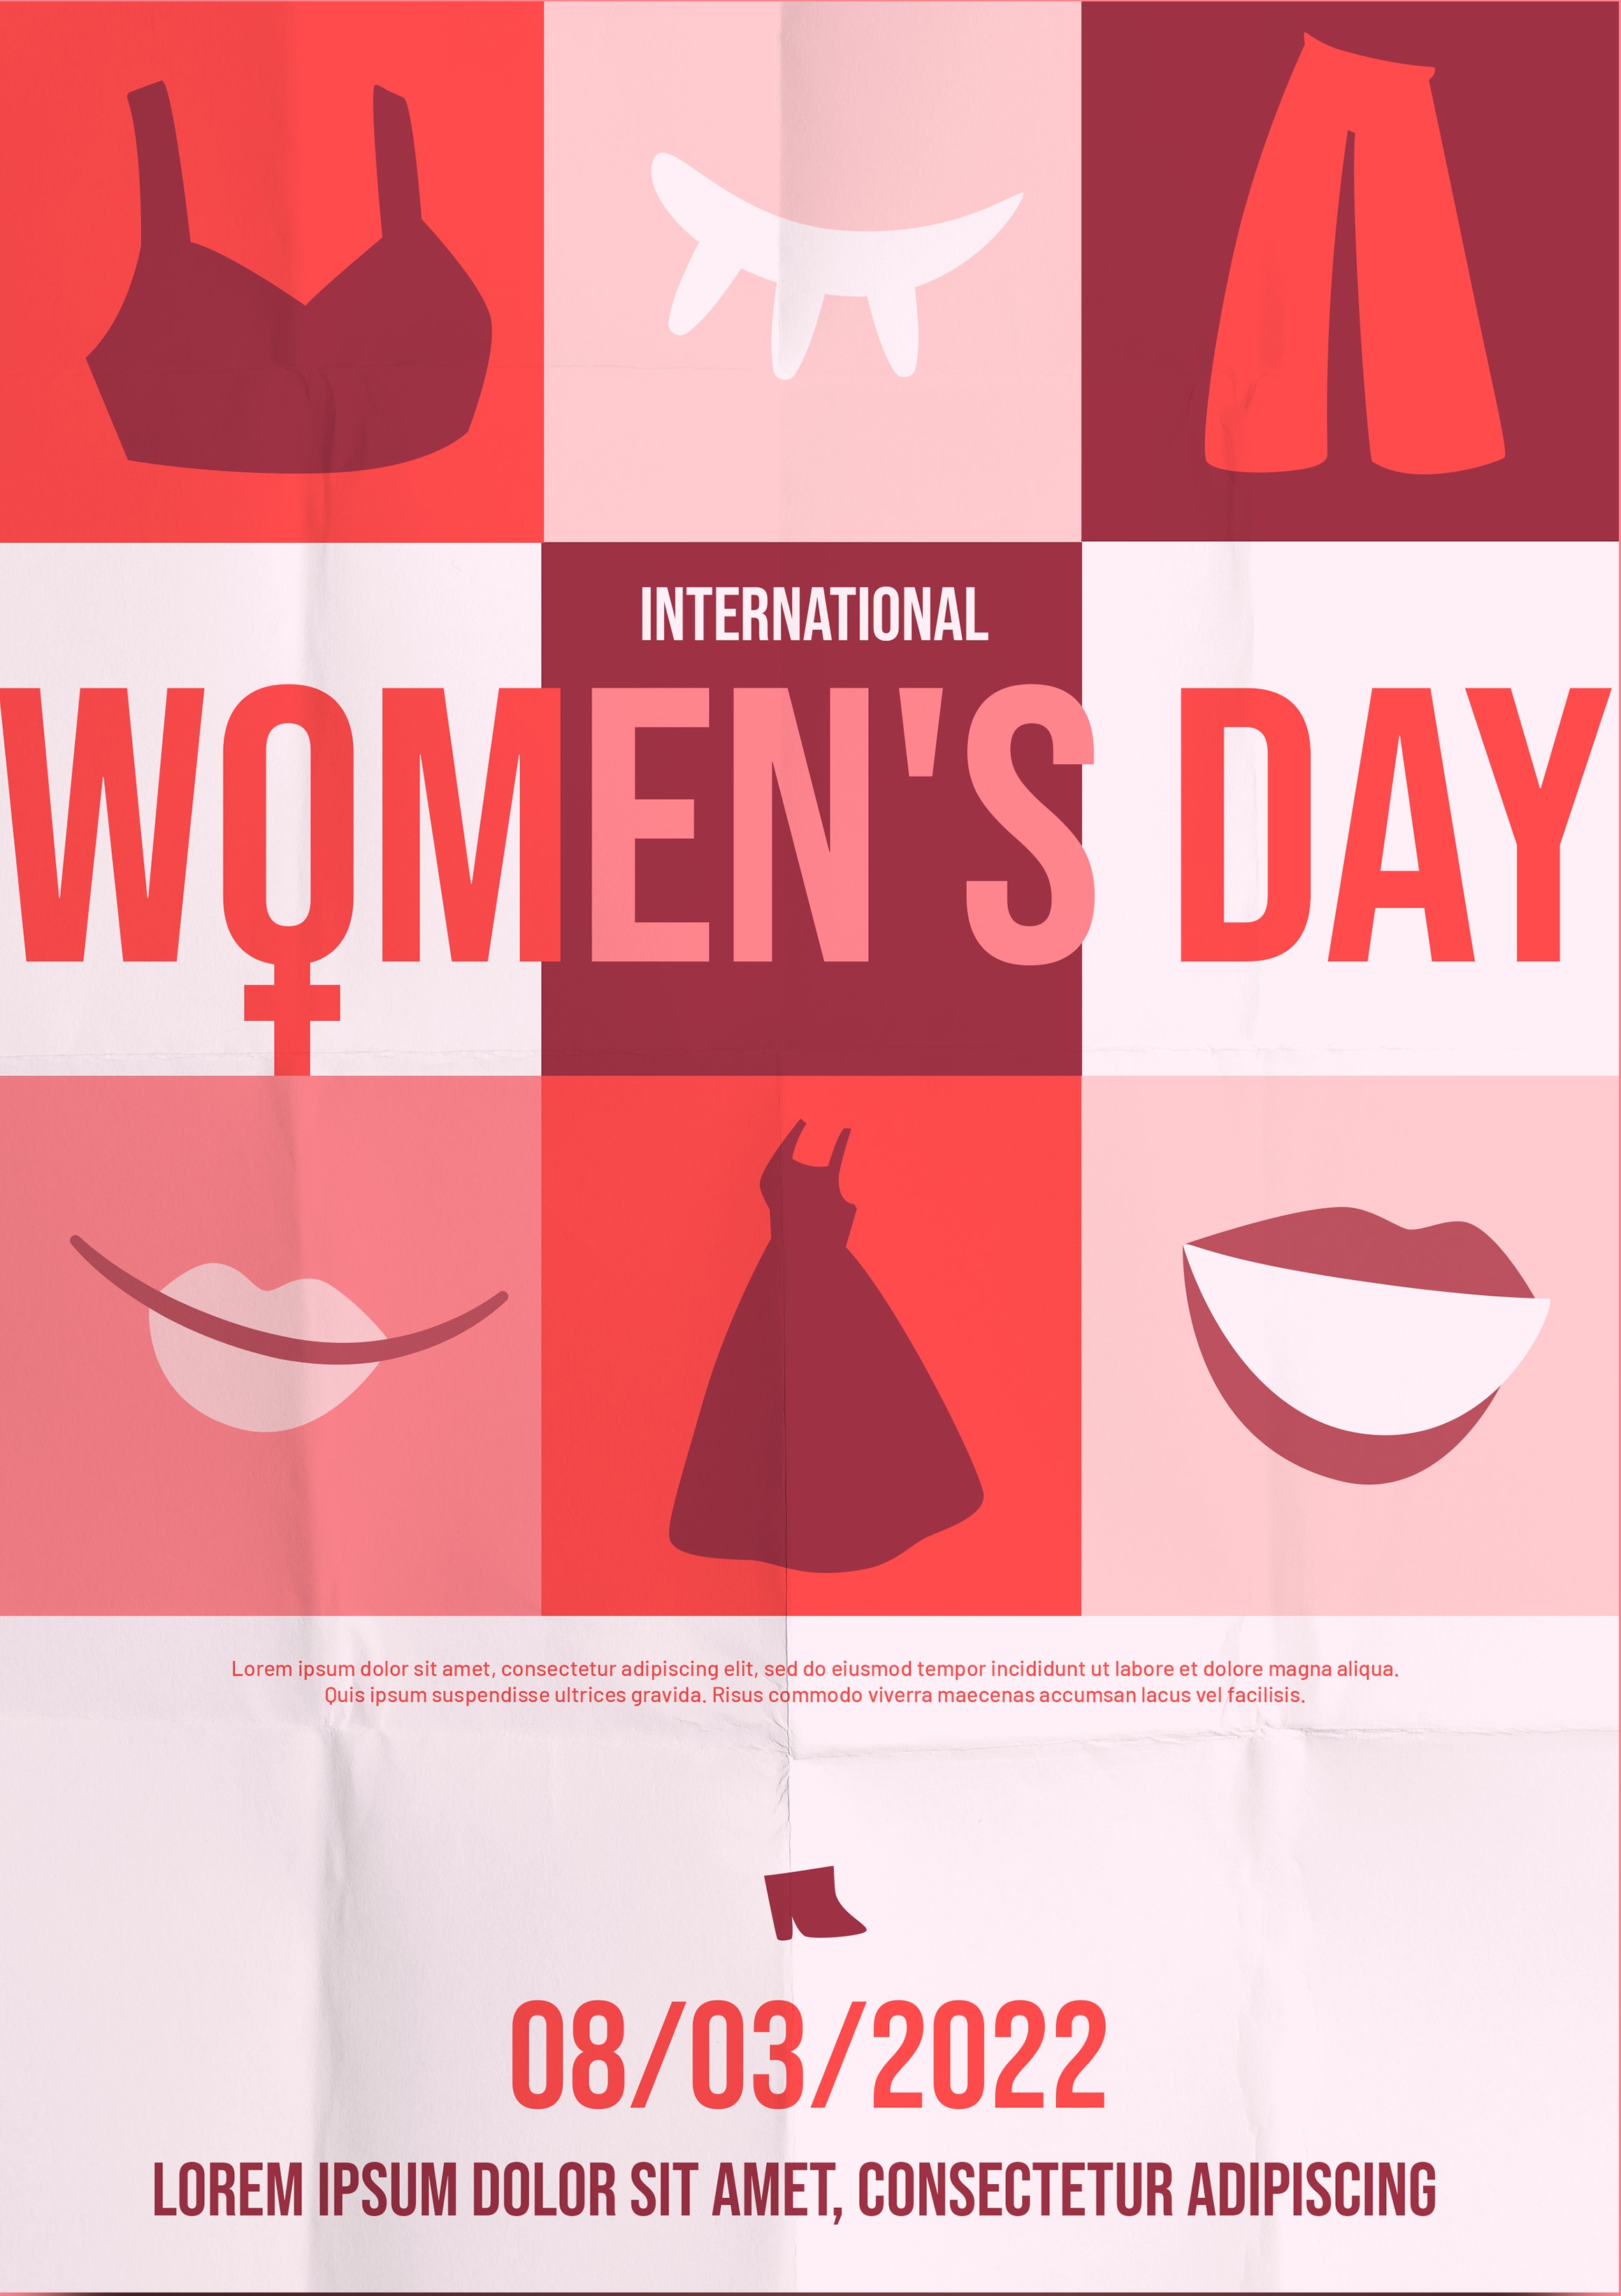 INTERNATIONAL
WOMEN'S DAY
Lorem ipsum dolor sit amet, consectetur adipiscing elit, sed do eiusmod tempor incididunt ut labore et dolore magna aliqua.
Quis ipsum suspendisse ultrices gravida. Risus commodo viverra maecenas accumsan lacus vel facilisis.
08/03/2022
LOREM IPSUM DOLOR SIT AMET, CONSECTETUR ADIPISCING